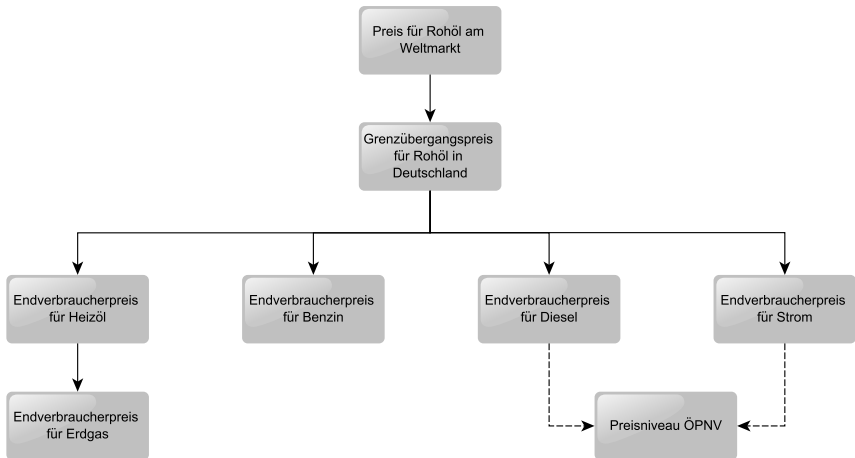 Preis für Rohöl am
Weltmarkt
Grenzübergangspreis
für Rohöl in
Deutschland
Endverbraucherpreis
für Heizöl
Endverbraucherpreis
für Benzin
Endverbraucherpreis
für Diesel
Endverbraucherpreis
für Strom
Endverbraucherpreis
für Erdgas
Preisniveau ÖPNV